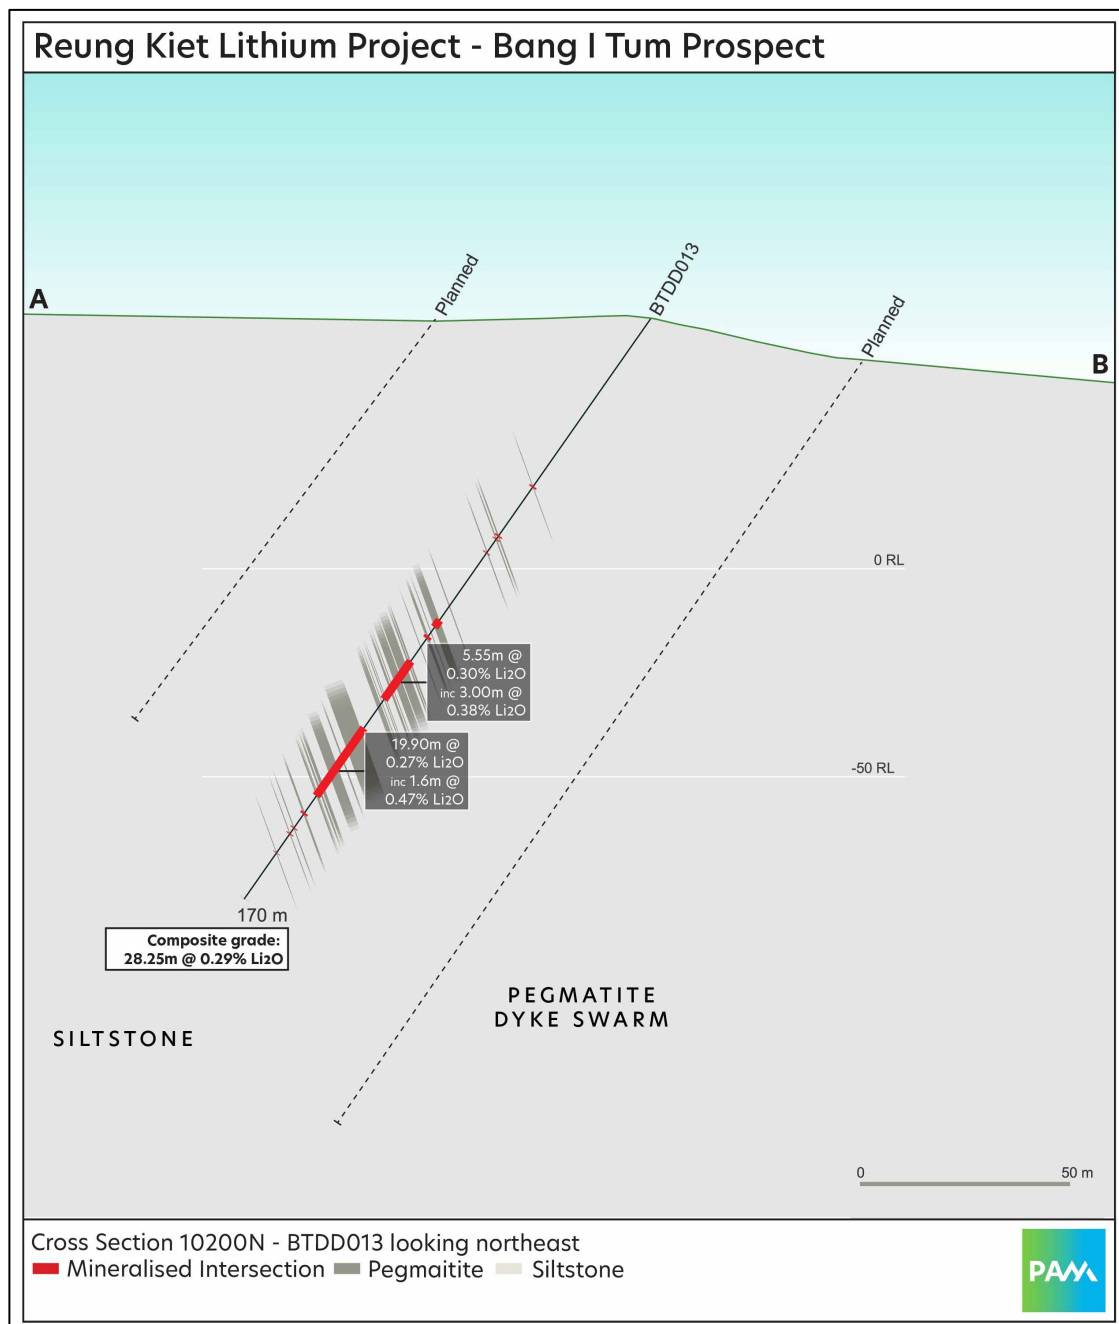 Reung Kiet Lithium Project - Bang I Tum Prospect
Planned
BTDD013
Planned
A
B
0 RL
5.55m @
0.30% Li2O
inc 3.00m @
0.38% Li2O
19.90m @
0.27% Li2O
inc 1.6m @
0.47% Li2O
-50 RL
170 m
Composite grade:
28.25m @ 0.29% Li2O
PEGMATITE
DYKE SWARM
SILTSTONE
0 50 m
Cross Section 10200N - BTDD013 looking northeast
Mineralised Intersection Pegmaitite Siltstone
PAM